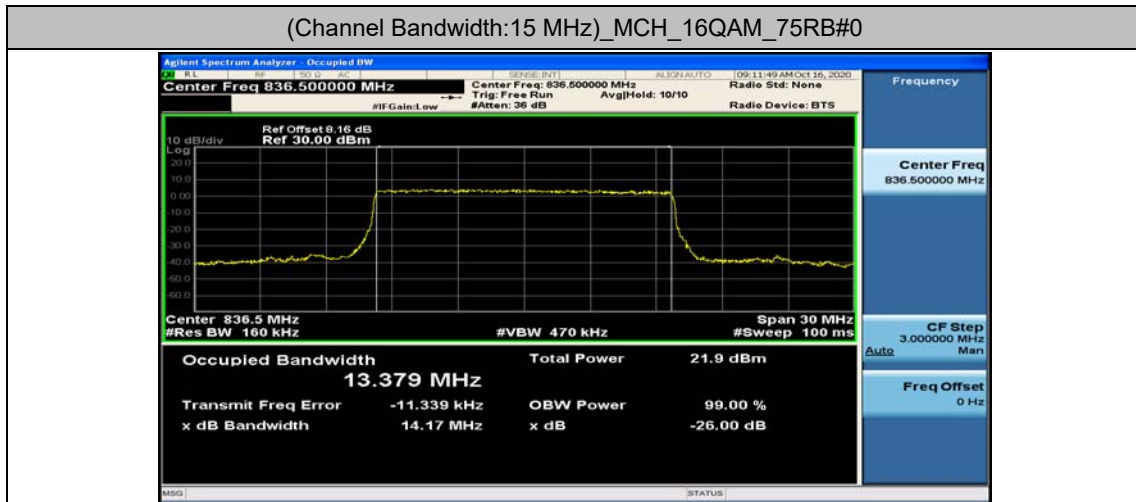 (Channel Bandwidth:15 MHz)_MCH_16QAM_75RB#0
Agilent Spectrum Analyzer - Occupied BW
RL RF 50 Ω AC SENSE:INT ALIGN AUTO 09:11:49 AM Oct 16, 2020
Center Freq 836.500000 MHz
Center Freq: 836.500000 MHz
Radio Std: None
Trig: Free Run Avg|Hold: 10/10
#IFGain:Low #Atten: 36 dB Radio Device: BTS
Ref Offset 8.16 dB
10 dB/div Ref 30.00 dBm
Log
20.0
10.0
0.00
-10.0
-20.0
-30.0
-40.0
-50.0
-60.0
Center 836.5 MHz Span 30 MHz
#Res BW 160 kHz #VBW 470 kHz #Sweep 100 ms
Occupied Bandwidth Total Power 21.9 dBm
13.379 MHz
Transmit Freq Error -11.339 kHz OBW Power 99.00 %
x dB Bandwidth 14.17 MHz x dB -26.00 dB
MSG STATUS
Frequency
Center Freq
836.500000 MHz
CF Step
3.000000 MHz
Auto Man
Freq Offset
0 Hz